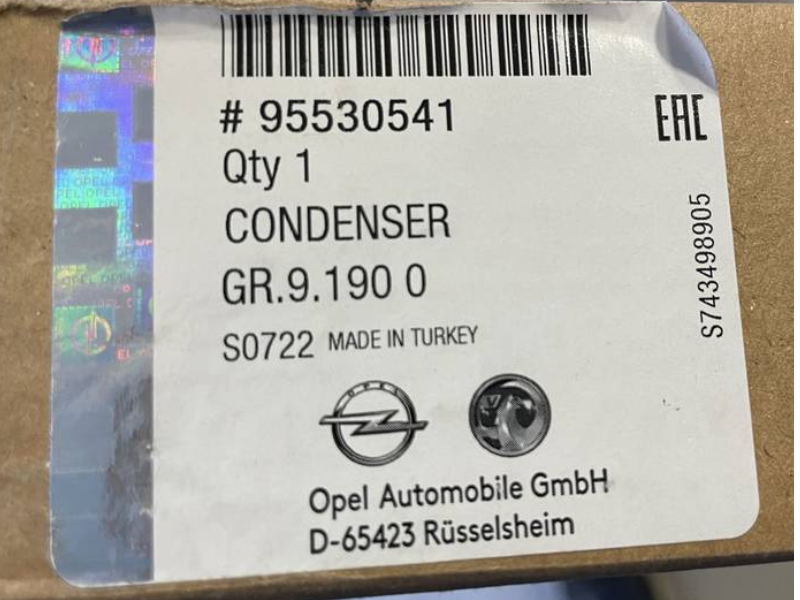 # 95530541
EAC
Qty 1
CONDENSER
GR.9.190 0
S0722 MADE IN TURKEY
S743498905
OPEL
Opel Automobile GmbH
D-65423 Rüsselsheim